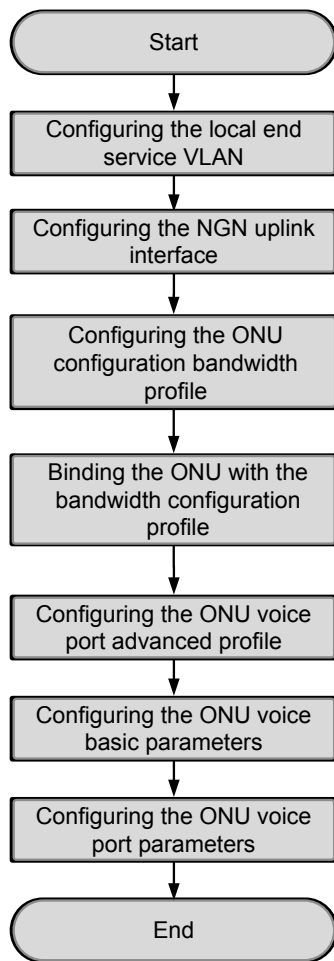 Start
Configuring the local end
service VLAN
Configuring the NGN uplink
interface
Configuring the ONU
configuration bandwidth
profile
Binding the ONU with the
bandwidth configuration
profile
Configuring the ONU voice
port advanced profile
Configuring the ONU voice
basic parameters
Configuring the ONU voice
port parameters
End